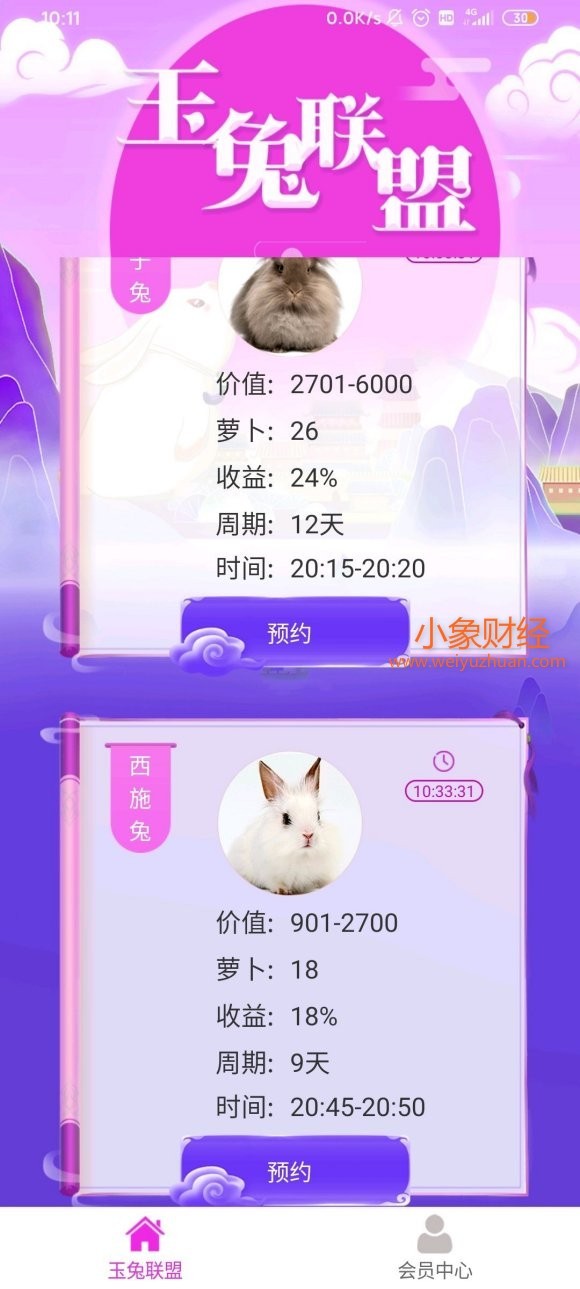 10:11
0.0K/s HD 4G 30
玉兔联盟
子兔
价值: 2701-6000
萝卜: 26
收益: 24%
周期: 12天
时间: 20:15-20:20
预约
小象财经
www.weiyuzhuan.com
西施兔
10:33:31
价值: 901-2700
萝卜: 18
收益: 18%
周期: 9天
时间: 20:45-20:50
预约
玉兔联盟
会员中心